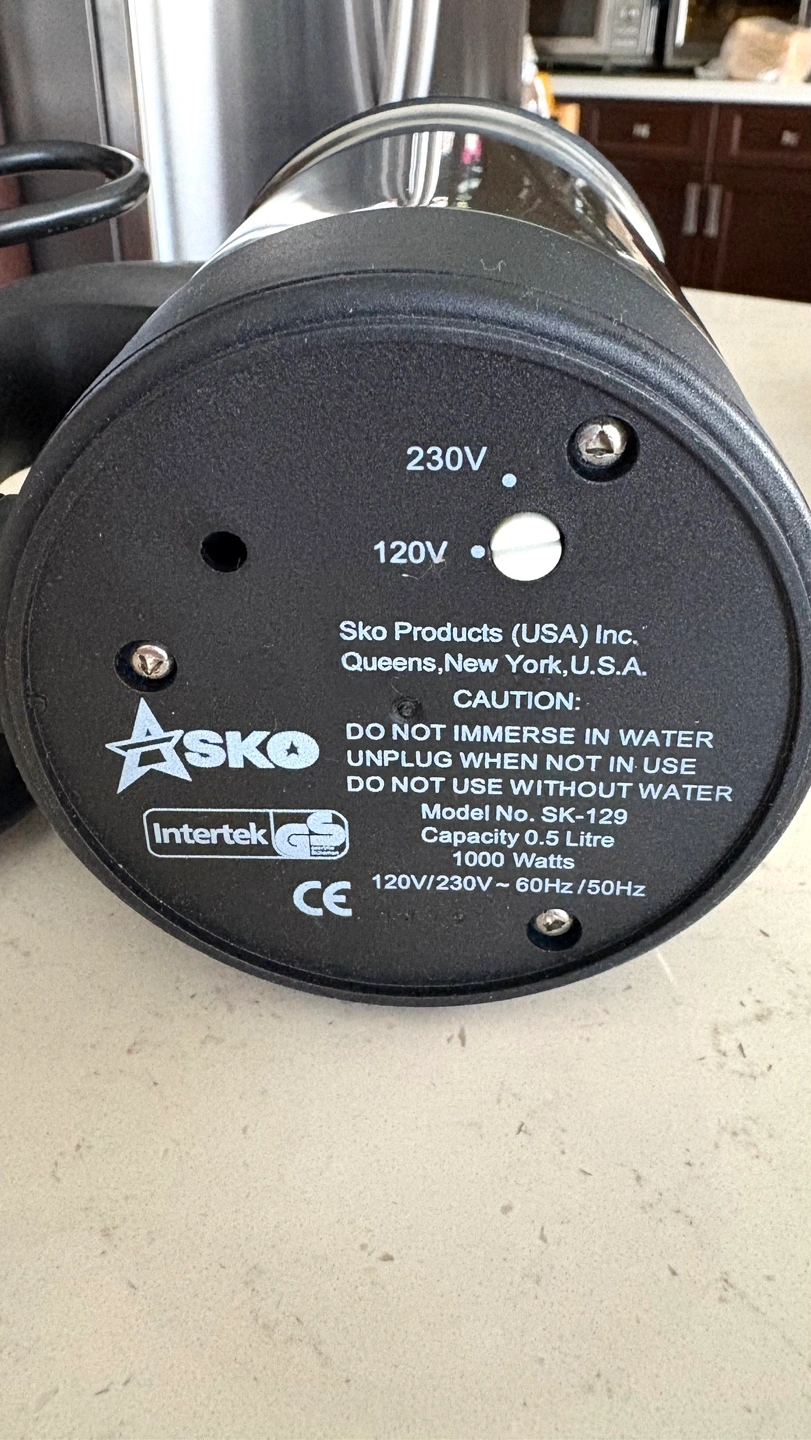 230V
120V
Sko Products (USA) Inc.
Queens,New York,U.S.A.
CAUTION:
DO NOT IMMERSE IN WATER
UNPLUG WHEN NOT IN USE
DO NOT USE WITHOUT WATER
SKO
Model No. SK-129
Capacity 0.5 Litre
1000 Watts
120V/230V~ 60Hz/50Hz
Intertek GS
CE